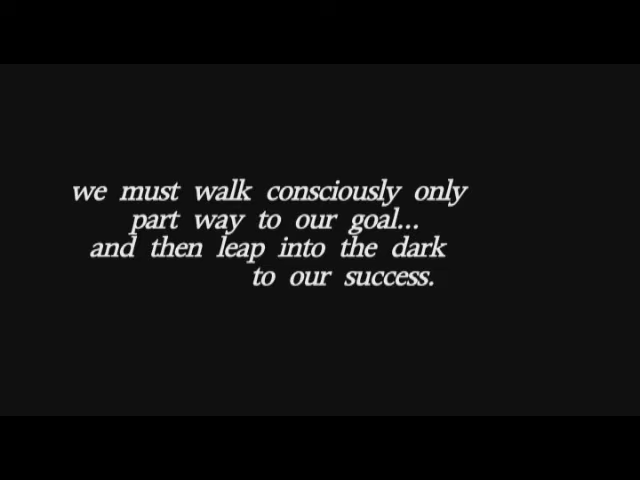 we must walk consciously only
part way to our goal...
and then leap into the dark
to our success.